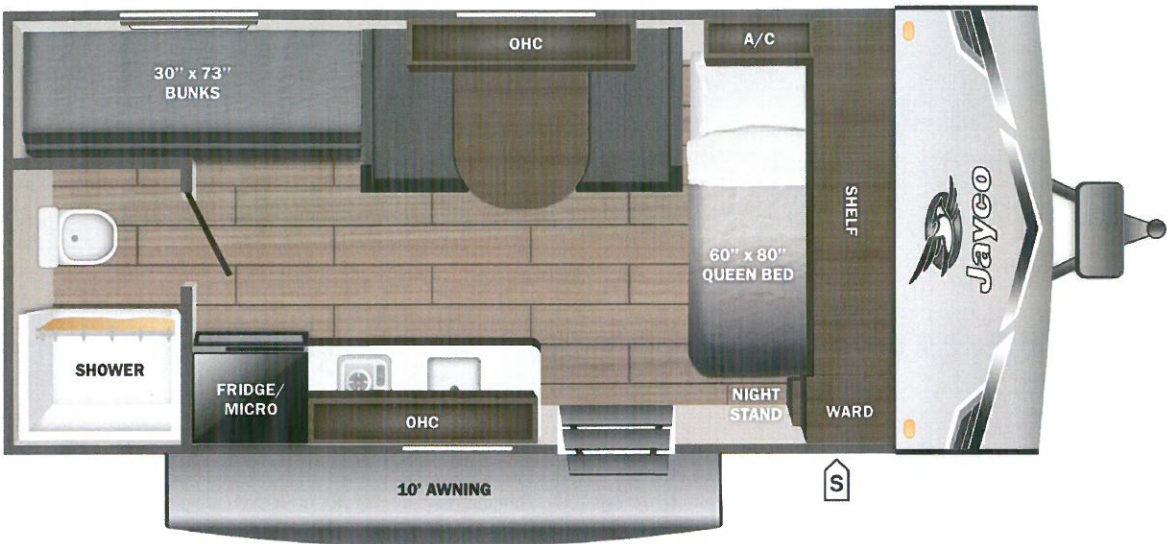 30" x 73"
BUNKS
OHC
A/C
SHELF
Jayco
60" x 80"
QUEEN BED
SHOWER
FRIDGE/
MICRO
OHC
NIGHT
STAND
WARD
10' AWNING
S